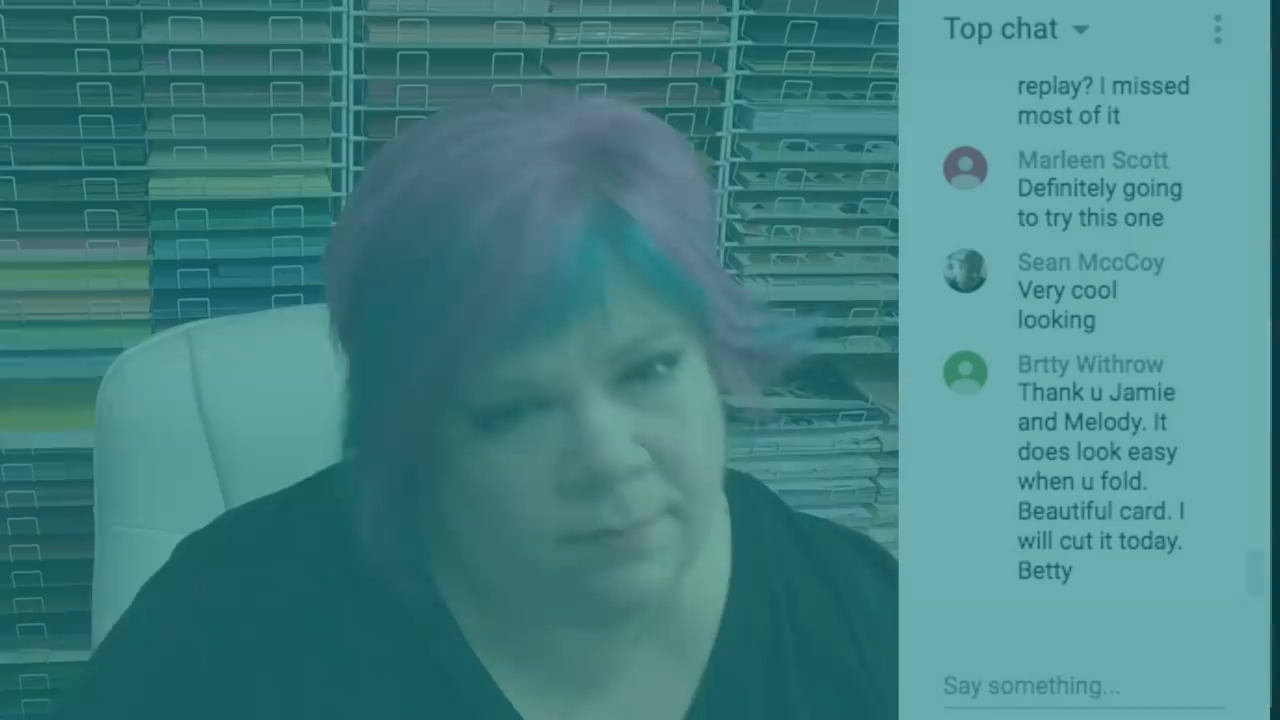 Top chat
replay? I missed
most of it
Marleen Scott
Definitely going
to try this one
Sean MccCoy
Very cool
looking
Brtty Withrow
Thank u Jamie
and Melody. It
does look easy
when u fold.
Beautiful card. I
will cut it today.
Betty
Say something...